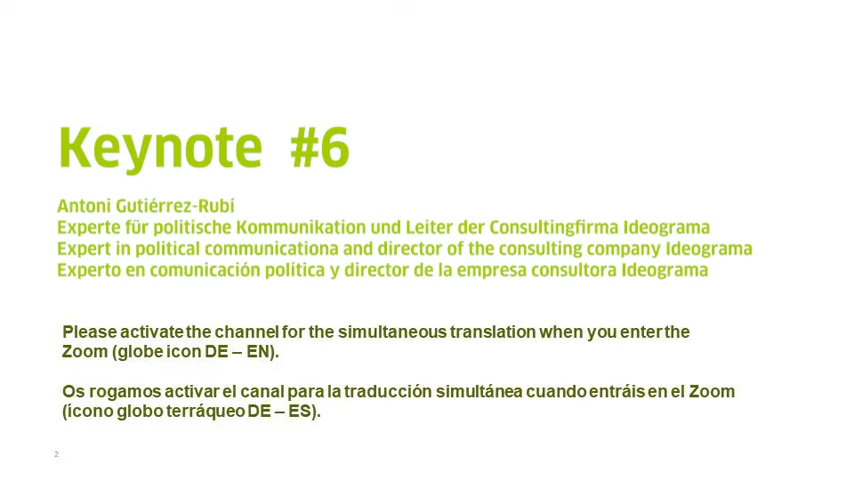 Keynote #6
Antoni Gutiérrez-Rubí
Experte für politische Kommunikation und Leiter der Consultingfirma Ideograma
Expert in political communicationa and director of the consulting company Ideograma
Experto en comunicación política y director de la empresa consultora Ideograma
Please activate the channel for the simultaneous translation when you enter the
Zoom (globe icon DE – EN).
Os rogamos activar el canal para la traducción simultánea cuando entráis en el Zoom
(ícono globo terráqueo DE – ES).
2